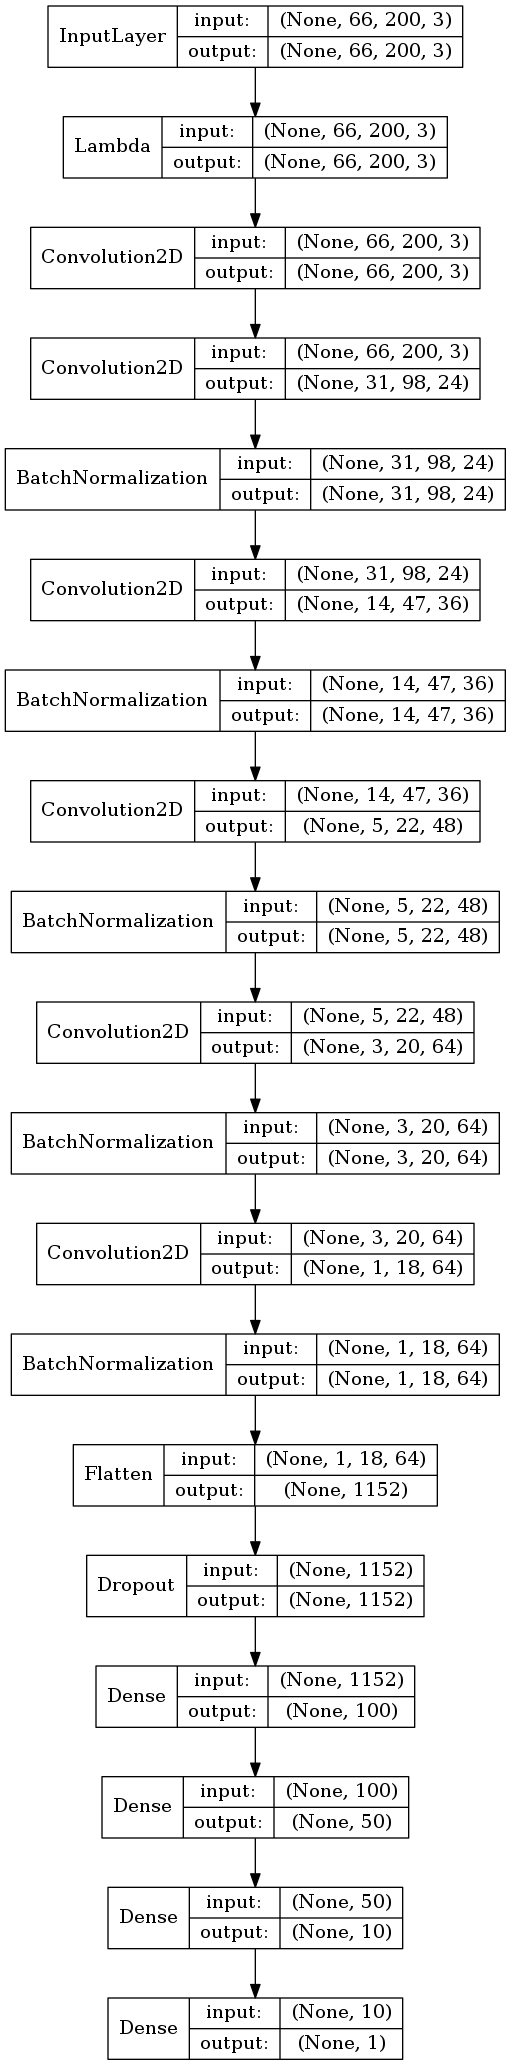 InputLayer input: (None, 66, 200, 3)
output: (None, 66, 200, 3)
Lambda input: (None, 66, 200, 3)
output: (None, 66, 200, 3)
Convolution2D input: (None, 66, 200, 3)
output: (None, 66, 200, 3)
Convolution2D input: (None, 66, 200, 3)
output: (None, 31, 98, 24)
BatchNormalization input: (None, 31, 98, 24)
output: (None, 31, 98, 24)
Convolution2D input: (None, 31, 98, 24)
output: (None, 14, 47, 36)
BatchNormalization input: (None, 14, 47, 36)
output: (None, 14, 47, 36)
Convolution2D input: (None, 14, 47, 36)
output: (None, 5, 22, 48)
BatchNormalization input: (None, 5, 22, 48)
output: (None, 5, 22, 48)
Convolution2D input: (None, 5, 22, 48)
output: (None, 3, 20, 64)
BatchNormalization input: (None, 3, 20, 64)
output: (None, 3, 20, 64)
Convolution2D input: (None, 3, 20, 64)
output: (None, 1, 18, 64)
BatchNormalization input: (None, 1, 18, 64)
output: (None, 1, 18, 64)
Flatten input: (None, 1, 18, 64)
output: (None, 1152)
Dropout input: (None, 1152)
output: (None, 1152)
Dense input: (None, 1152)
output: (None, 100)
Dense input: (None, 100)
output: (None, 50)
Dense input: (None, 50)
output: (None, 10)
Dense input: (None, 10)
output: (None, 1)